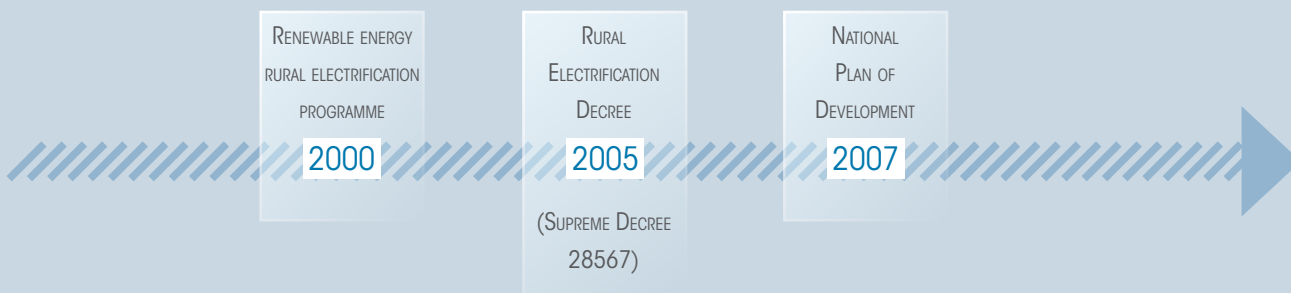 Renewable energy
rural electrification
programme
2000
Rural
Electrification
Decree
2005
(Supreme Decree
28567)
National
Plan of
Development
2007